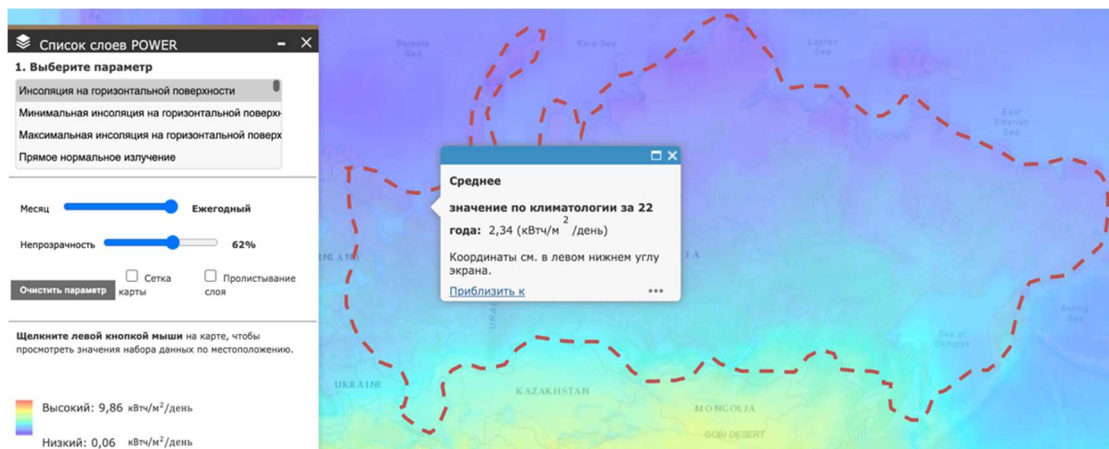 Список слоев POWER
1. Выберите параметр
Инсоляция на горизонтальной поверхности
Минимальная инсоляция на горизонтальной поверхн
Максимальная инсоляция на горизонтальной поверх
Прямое нормальное излучение
Месяц Ежегодный
Непрозрачность 62%
Очистить параметр
Сетка карты
Пролистывание слоя
Щелкните левой кнопкой мыши на карте, чтобы
просмотреть значения набора данных по местоположению.
Высокий: 9,86 кВтч/м²/день
Низкий: 0,06 кВтч/м²/день
Barents
Sea
Kara Sea
Laptev
Sea
East
Siberian
Sea
Среднее
значение по климатологии за 22
года: 2,34 (кВтч/м²/день)
Координаты см. в левом нижнем углу
экрана.
Приблизить к
UKRAINE
KAZAKHSTAN
MONGOLIA
GOBI DESERT
Sea of
Okhotsk
Bering
Sea